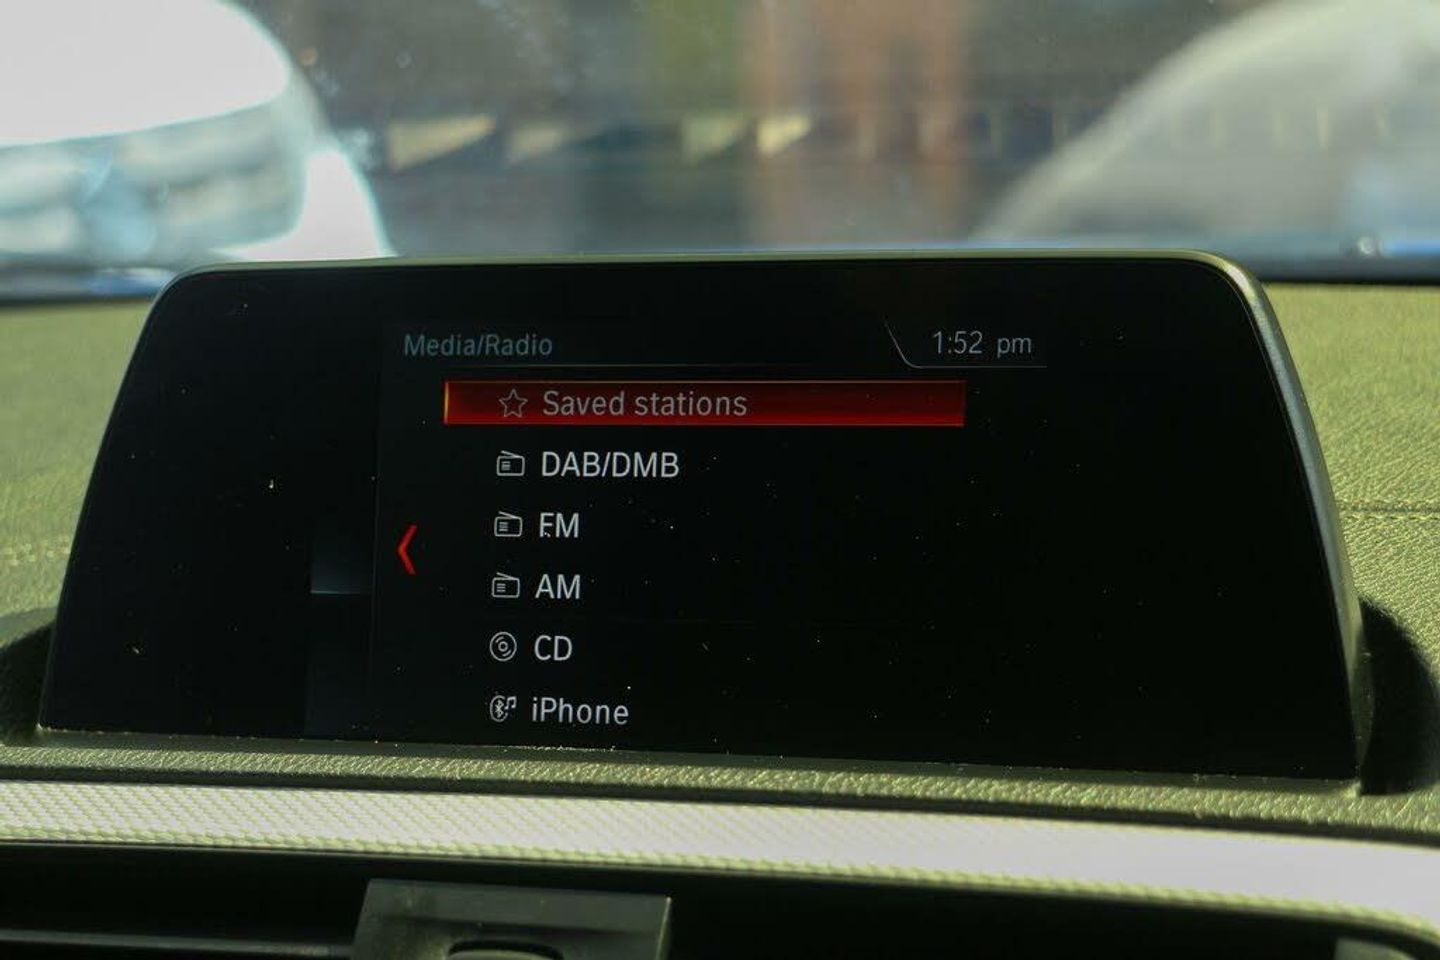 Media/Radio 1:52 pm
Saved stations
DAB/DMB
FM
AM
CD
iPhone